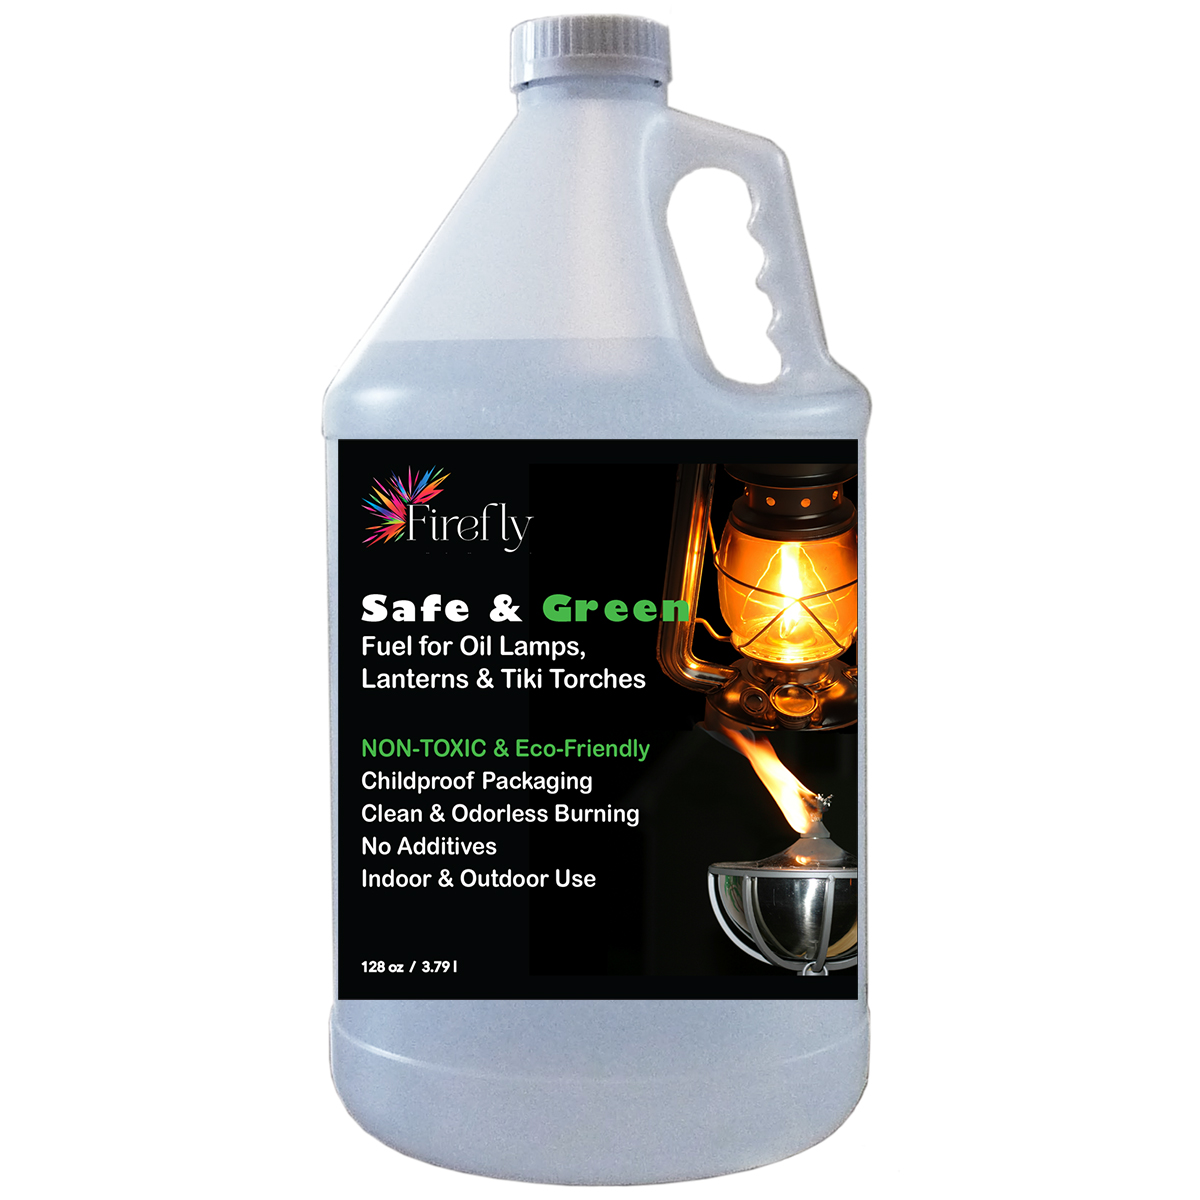 Firefly
Safe & Green
Fuel for Oil Lamps,
Lanterns & Tiki Torches
NON-TOXIC & Eco-Friendly
Childproof Packaging
Clean & Odorless Burning
No Additives
Indoor & Outdoor Use
128 oz / 3.79 l